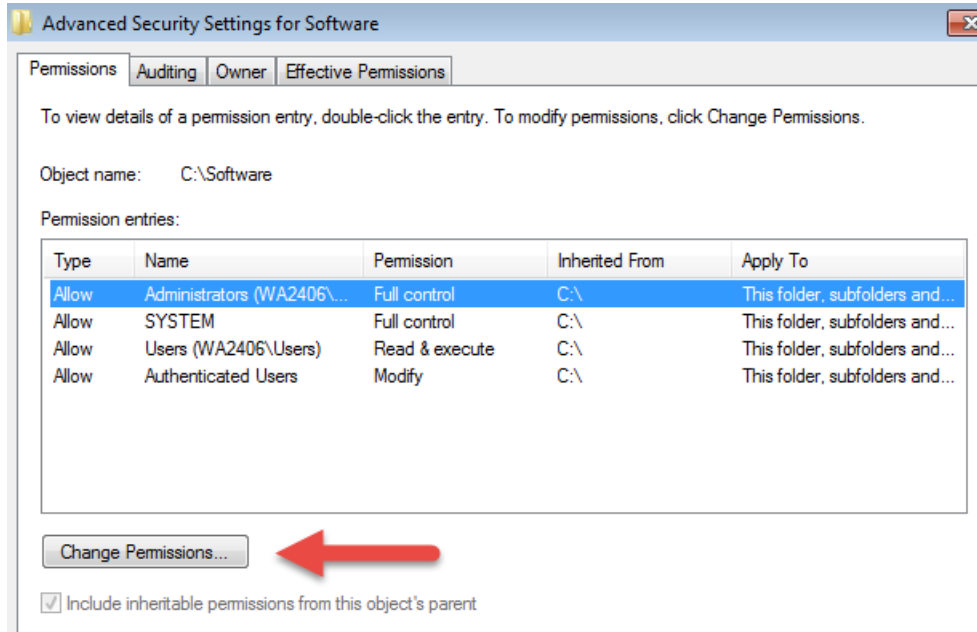 Advanced Security Settings for Software
Permissions Auditing Owner Effective Permissions
To view details of a permission entry, double-click the entry. To modify permissions, click Change Permissions.
Object name: C:\Software
Permission entries:
Type Name Permission Inherited From Apply To
Allow Administrators (WA2406\... Full control C:\ This folder, subfolders and...
Allow SYSTEM Full control C:\ This folder, subfolders and...
Allow Users (WA2406\Users) Read & execute C:\ This folder, subfolders and...
Allow Authenticated Users Modify C:\ This folder, subfolders and...
Change Permissions...
Include inheritable permissions from this object's parent